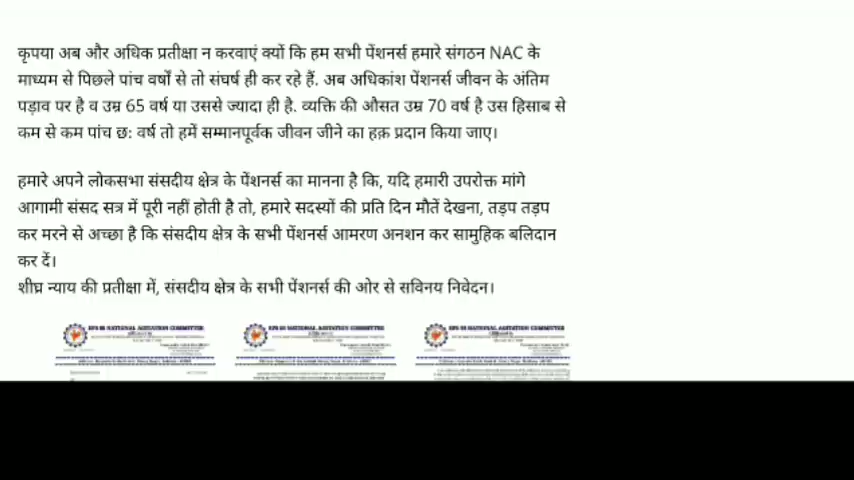 कृपया अब और अधिक प्रतीक्षा न करवाएं क्यों कि हम सभी पेंशनर्स हमारे संगठन NAC के
माध्यम से पिछले पांच वर्षों से तो संघर्ष ही कर रहे हैं. अब अधिकांश पेंशनर्स जीवन के अंतिम
पड़ाव पर है व उम्र 65 वर्ष या उससे ज्यादा ही है. व्यक्ति की औसत उम्र 70 वर्ष है उस हिसाब से
कम से कम पांच छ: वर्ष तो हमें सम्मानपूर्वक जीवन जीने का हक़ प्रदान किया जाए।
हमारे अपने लोकसभा संसदीय क्षेत्र के पेंशनर्स का मानना है कि, यदि हमारी उपरोक्त मांगे
आगामी संसद सत्र में पूरी नहीं होती है तो, हमारे सदस्यों की प्रति दिन मौतें देखना, तड़प तड़प
कर मरने से अच्छा है कि संसदीय क्षेत्र के सभी पेंशनर्स आमरण अनशन कर सामुहिक बलिदान
कर दें।
शीघ्र न्याय की प्रतीक्षा में, संसदीय क्षेत्र के सभी पेंशनर्स की ओर से सविनय निवेदन।
EPS 95 NATIONAL AGITATION COMMITTEE EPS 95 NATIONAL AGITATION COMMITTEE EPS 95 NATIONAL AGITATION COMMITTEE